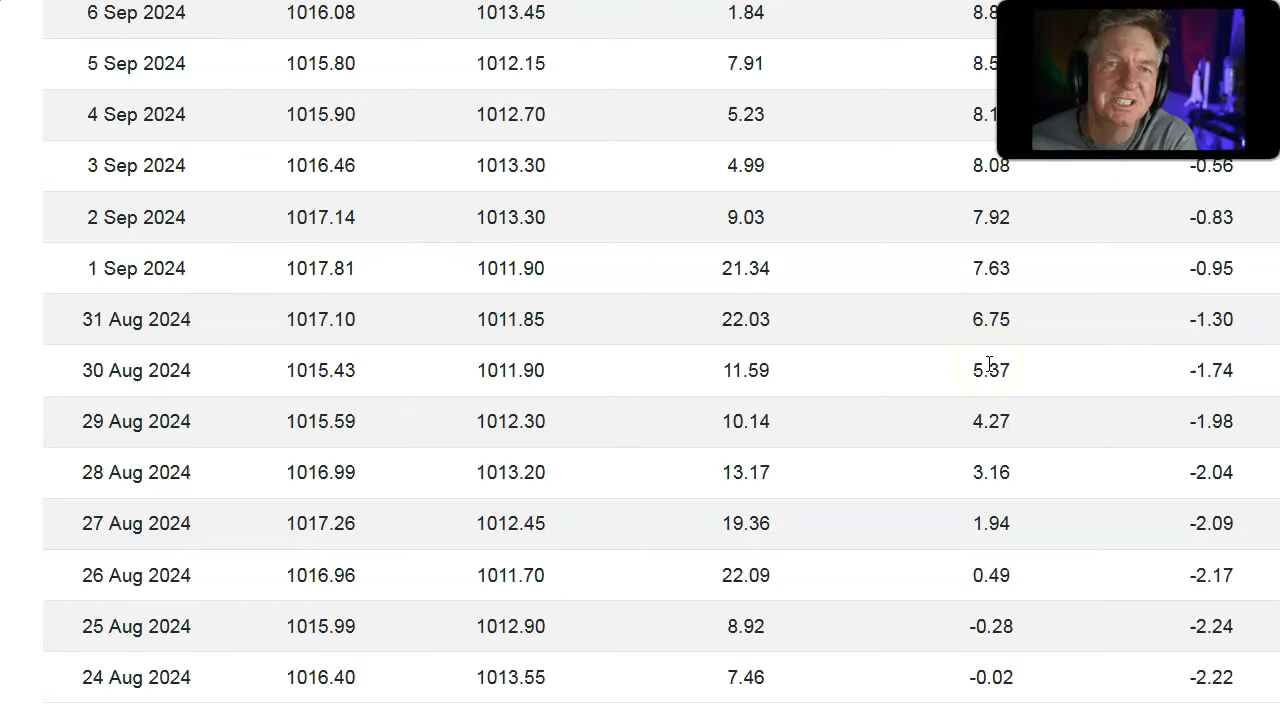 6 Sep 2024 1016.08 1013.45 1.84
5 Sep 2024 1015.80 1012.15 7.91
4 Sep 2024 1015.90 1012.70 5.23
3 Sep 2024 1016.46 1013.30 4.99 8.08 -0.56
2 Sep 2024 1017.14 1013.30 9.03 7.92 -0.83
1 Sep 2024 1017.81 1011.90 21.34 7.63 -0.95
31 Aug 2024 1017.10 1011.85 22.03 6.75 -1.30
30 Aug 2024 1015.43 1011.90 11.59 5.37 -1.74
29 Aug 2024 1015.59 1012.30 10.14 4.27 -1.98
28 Aug 2024 1016.99 1013.20 13.17 3.16 -2.04
27 Aug 2024 1017.26 1012.45 19.36 1.94 -2.09
26 Aug 2024 1016.96 1011.70 22.09 0.49 -2.17
25 Aug 2024 1015.99 1012.90 8.92 -0.28 -2.24
24 Aug 2024 1016.40 1013.55 7.46 -0.02 -2.22